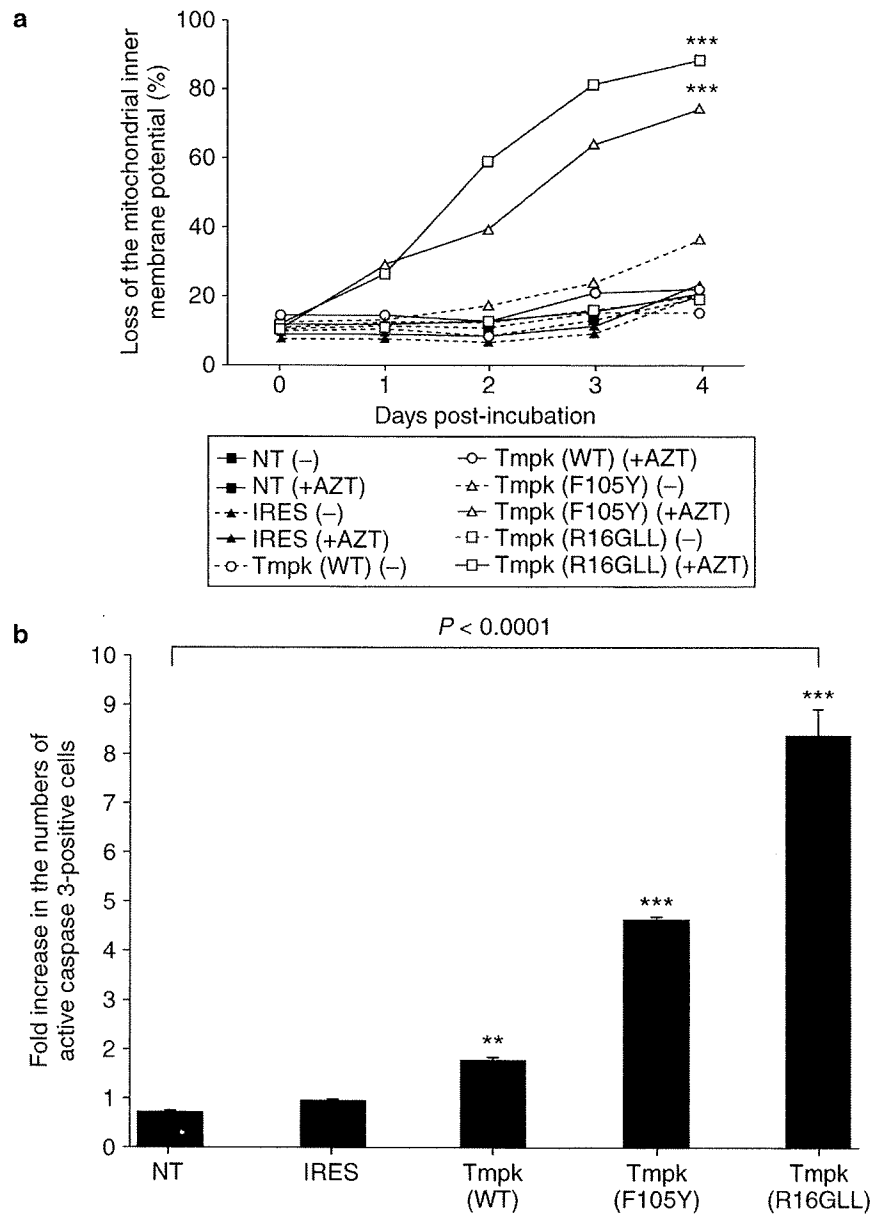 a
Loss of the mitochondrial inner
membrane potential (%)
100
80
60
40
20
0
***
***
0 1 2 3 4
Days post-incubation
NT (–)
NT (+AZT)
IRES (–)
IRES (+AZT)
Tmpk (WT) (–)
Tmpk (WT) (+AZT)
Tmpk (F105Y) (–)
Tmpk (F105Y) (+AZT)
Tmpk (R16GLL) (–)
Tmpk (R16GLL) (+AZT)
b
P < 0.0001
Fold increase in the numbers of
active caspase 3-positive cells
10
9
8
7
6
5
4
3
2
1
0
**
***
***
NT
IRES
Tmpk
(WT)
Tmpk
(F105Y)
Tmpk
(R16GLL)